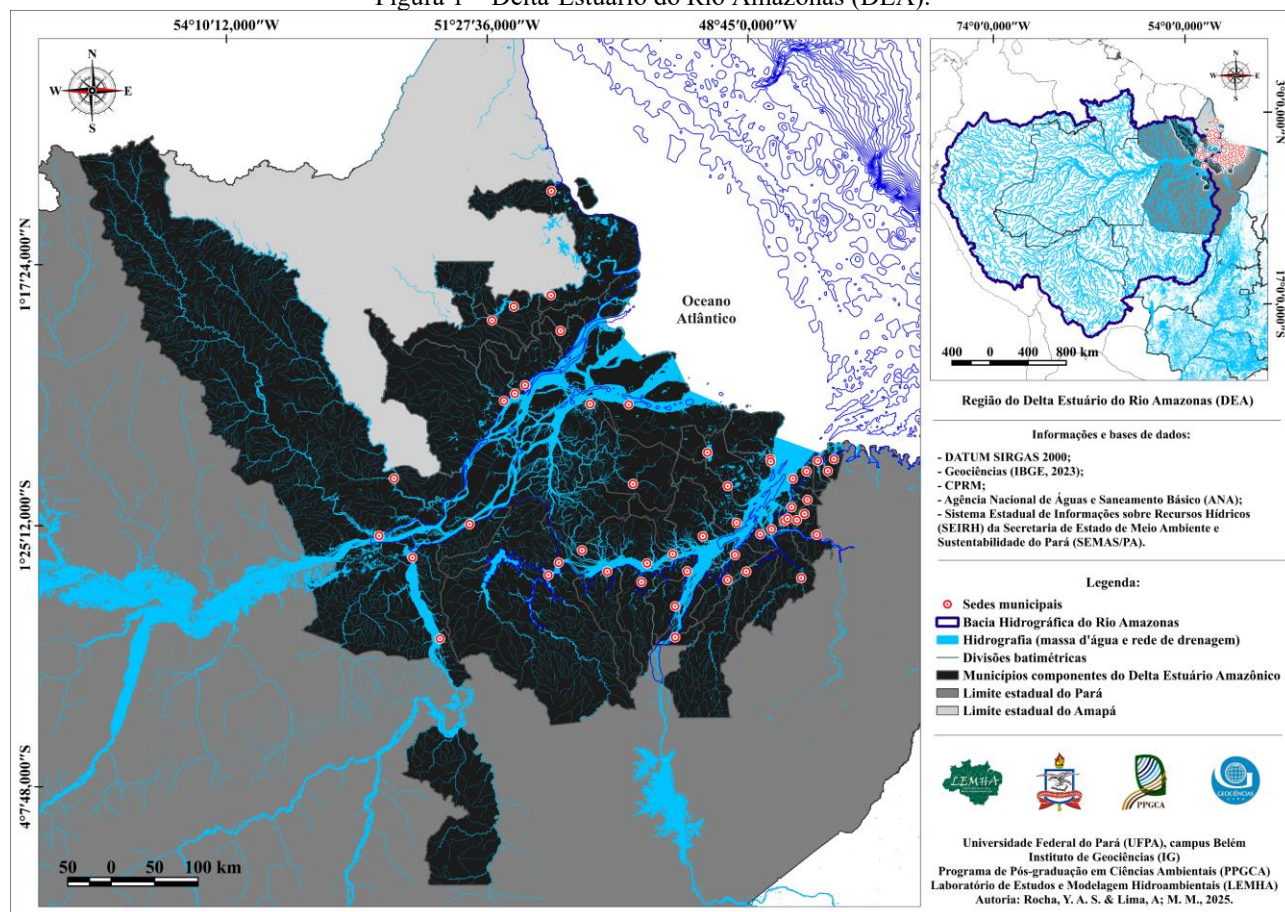 Figura 1 – Delta Estuário do Rio Amazonas (DEA).
54°10'12,000"W
51°27'36,000"W
48°45'0,000"W
74°0'0,000"W
54°0'0,000"W
N
W
E
S
1°17'24,000"N
1°25'12,000"S
4°7'48,000"S
Oceano
Atlântico
50 0 50 100 km
N
W
E
S
3°0'0,000"N
17°0'0,000"S
400 0 400 800 km
Região do Delta Estuário do Rio Amazonas (DEA)
Informações e bases de dados:
- DATUM SIRGAS 2000;
- Geociências (IBGE, 2023);
- CPRM;
- Agência Nacional de Águas e Saneamento Básico (ANA);
- Sistema Estadual de Informações sobre Recursos Hídricos
(SEIRH) da Secretaria de Estado de Meio Ambiente e
Sustentabilidade do Pará (SEMAS/PA).
Legenda:
Sedes municipais
Bacia Hidrográfica do Rio Amazonas
Hidrografia (massa d'água e rede de drenagem)
Divisões batimétricas
Municípios componentes do Delta Estuário Amazônico
Limite estadual do Pará
Limite estadual do Amapá
LEMHA
PPGCA
GEOCIÊNCIAS
UFPA
Universidade Federal do Pará (UFPA), campus Belém
Instituto de Geociências (IG)
Programa de Pós-graduação em Ciências Ambientais (PPGCA)
Laboratório de Estudos e Modelagem Hidroambientais (LEMHA)
Autoria: Rocha, Y. A. S. & Lima, A; M. M., 2025.